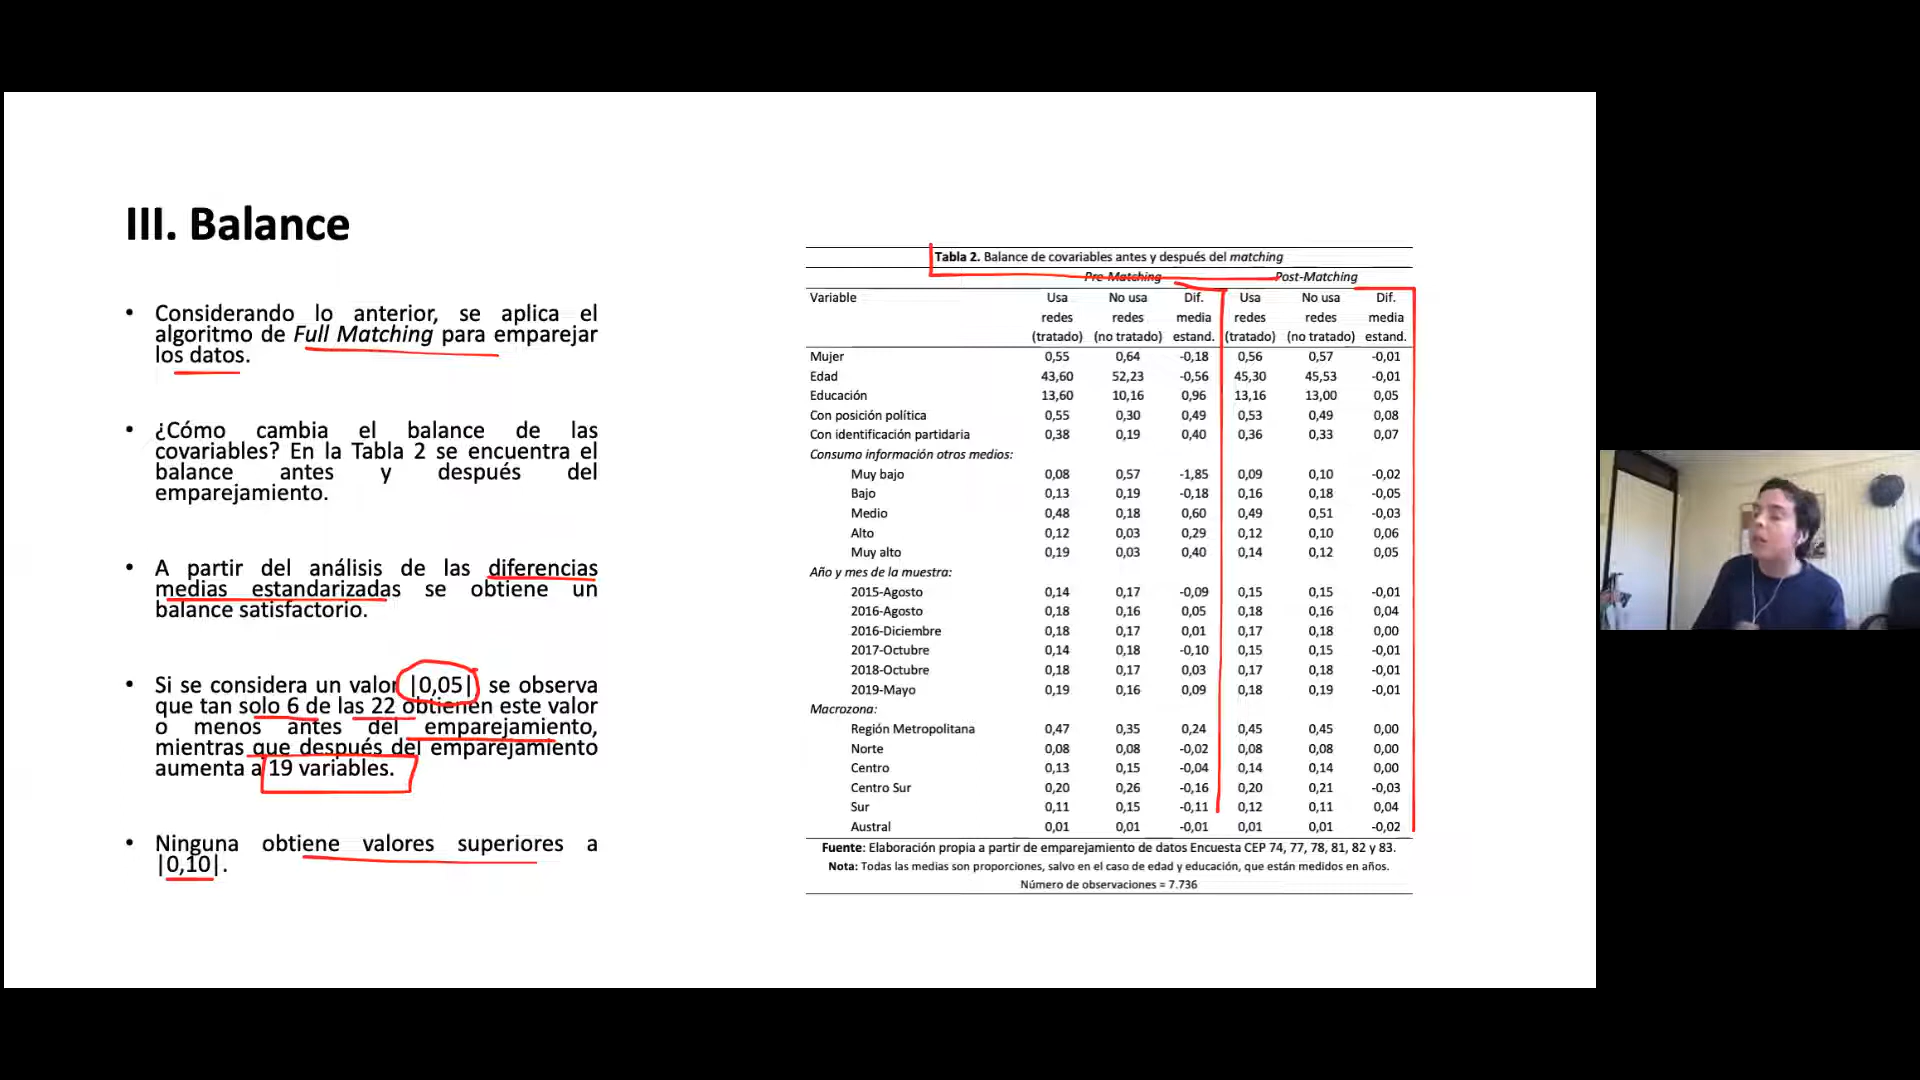 III. Balance
• Considerando lo anterior, se aplica el
algoritmo de Full Matching para emparejar
los datos.
• ¿Cómo cambia el balance de las
covariables? En la Tabla 2 se encuentra el
balance antes y después del
emparejamiento.
• A partir del análisis de las diferencias
medias estandarizadas se obtiene un
balance satisfactorio.
• Si se considera un valor |0,05| se observa
que tan solo 6 de las 22 obtienen este valor
o menos antes del emparejamiento,
mientras que después del emparejamiento
aumenta a 19 variables.
• Ninguna obtiene valores superiores a
|0,10|.
Tabla 2. Balance de covariables antes y después del matching
Pre-Matching Post-Matching
Variable Usa No usa Dif. Usa No usa Dif.
redes redes media redes redes media
(tratado) (no tratado) estand. (tratado) (no tratado) estand.
Mujer 0,55 0,64 -0,18 0,56 0,57 -0,01
Edad 43,60 52,23 -0,56 45,30 45,53 -0,01
Educación 13,60 10,16 0,96 13,16 13,00 0,05
Con posición política 0,55 0,30 0,49 0,53 0,49 0,08
Con identificación partidaria 0,38 0,19 0,40 0,36 0,33 0,07
Consumo información otros medios:
Muy bajo 0,08 0,57 -1,85 0,09 0,10 -0,02
Bajo 0,13 0,19 -0,18 0,16 0,18 -0,05
Medio 0,48 0,18 0,60 0,49 0,51 -0,03
Alto 0,12 0,03 0,29 0,12 0,10 0,06
Muy alto 0,19 0,03 0,40 0,14 0,12 0,05
Año y mes de la muestra:
2015-Agosto 0,14 0,17 -0,09 0,15 0,15 -0,01
2016-Agosto 0,18 0,16 0,05 0,18 0,16 0,04
2016-Diciembre 0,18 0,17 0,01 0,17 0,18 0,00
2017-Octubre 0,14 0,18 -0,10 0,15 0,15 -0,01
2018-Octubre 0,18 0,17 0,03 0,17 0,18 -0,01
2019-Mayo 0,19 0,16 0,09 0,18 0,19 -0,01
Macrozona:
Región Metropolitana 0,47 0,35 0,24 0,45 0,45 0,00
Norte 0,08 0,08 -0,02 0,08 0,08 0,00
Centro 0,13 0,15 -0,04 0,14 0,14 0,00
Centro Sur 0,20 0,26 -0,16 0,20 0,21 -0,03
Sur 0,11 0,15 -0,11 0,12 0,11 0,04
Austral 0,01 0,01 -0,01 0,01 0,01 -0,02
Fuente: Elaboración propia a partir de emparejamiento de datos Encuesta CEP 74, 77, 78, 81, 82 y 83.
Nota: Todas las medias son proporciones, salvo en el caso de edad y educación, que están medidos en años.
Número de observaciones = 7.736